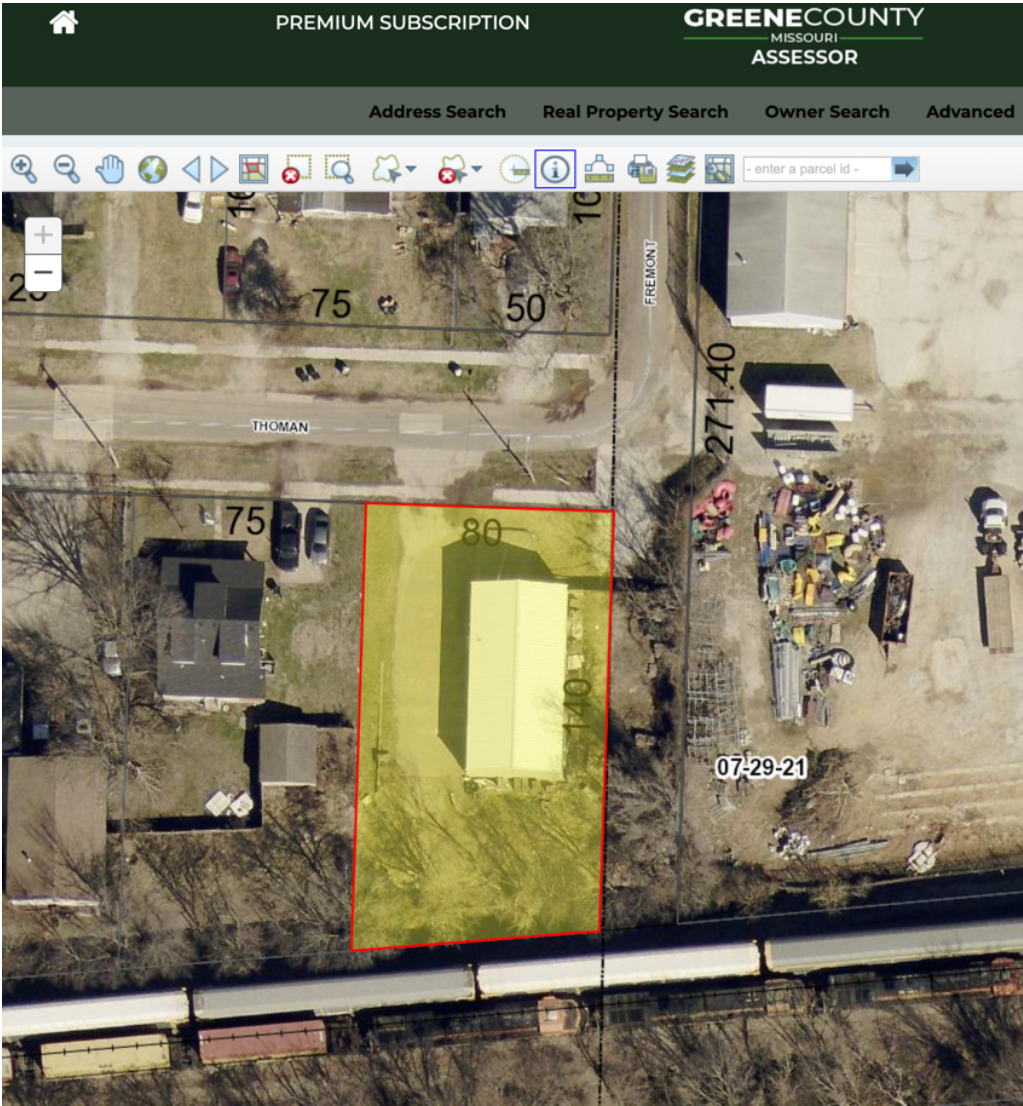 PREMIUM SUBSCRIPTION
GREENECOUNTY
MISSOURI
ASSESSOR
Address Search Real Property Search Owner Search Advanced
- enter a parcel id -
+
−
75
50
FREMONT
271.40
THOMAN
75
80
140
07-29-21